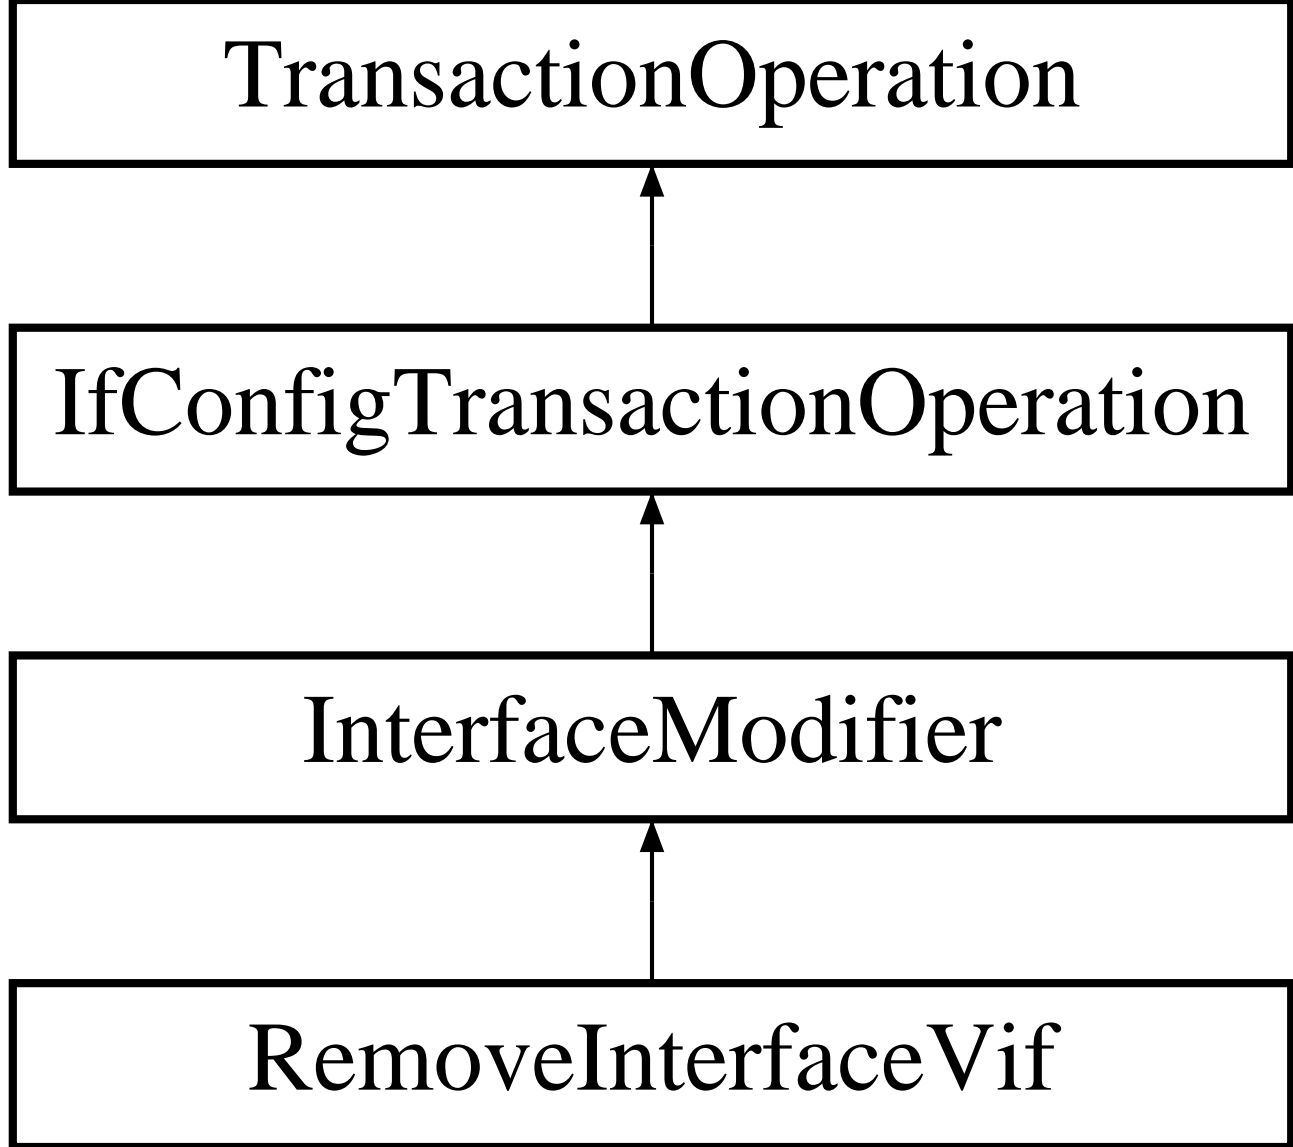 TransactionOperation
IfConfigTransactionOperation
InterfaceModifier
RemoveInterfaceVif